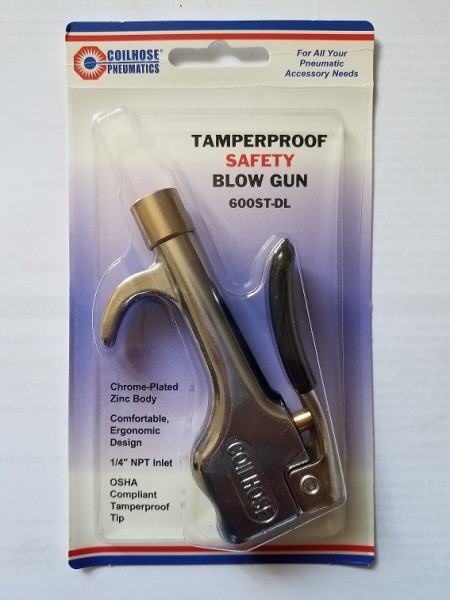 COILHOSE®
PNEUMATICS
For All Your
Pneumatic
Accessory Needs
TAMPERPROOF
SAFETY
BLOW GUN
600ST-DL
Chrome-Plated
Zinc Body
Comfortable,
Ergonomic
Design
1/4" NPT Inlet
OSHA
Compliant
Tamperproof
Tip
COILHOSE